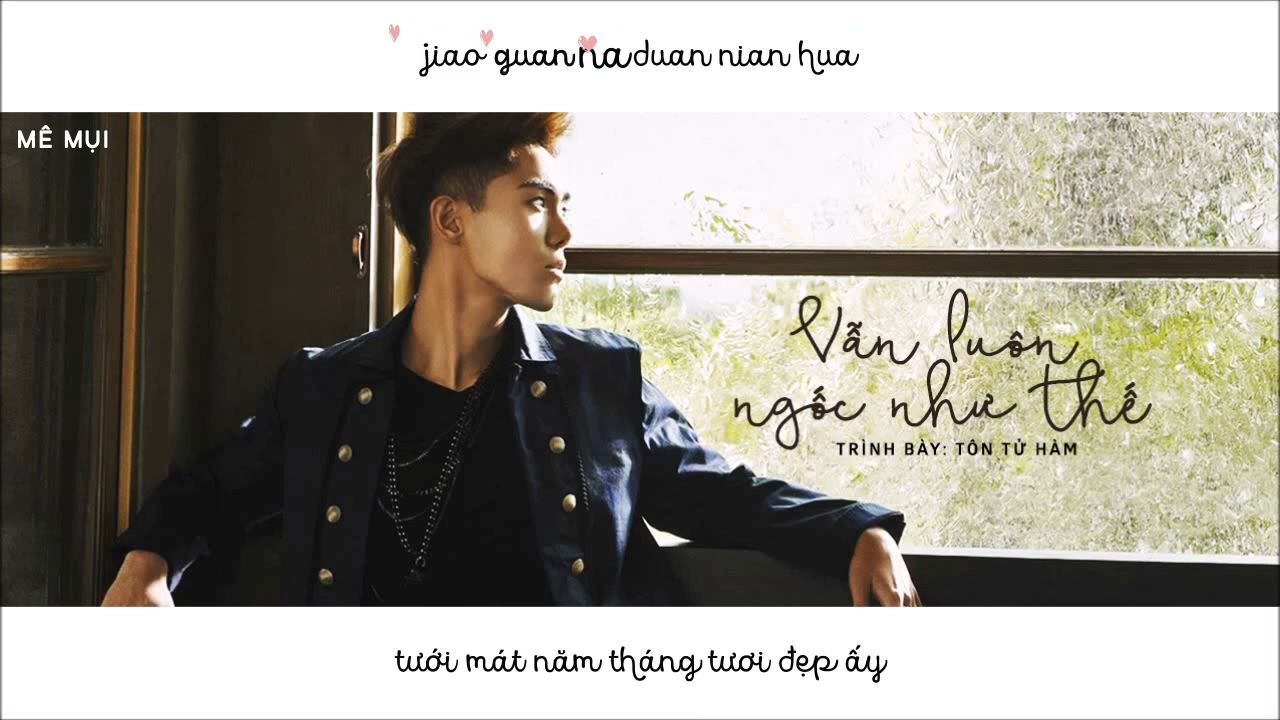 jiao guan na duan nian hua
MÊ MỤI
Vẫn luôn
ngốc như thế
TRÌNH BÀY: TÔN TỬ HÀM
tưới mát năm tháng tươi đẹp ấy